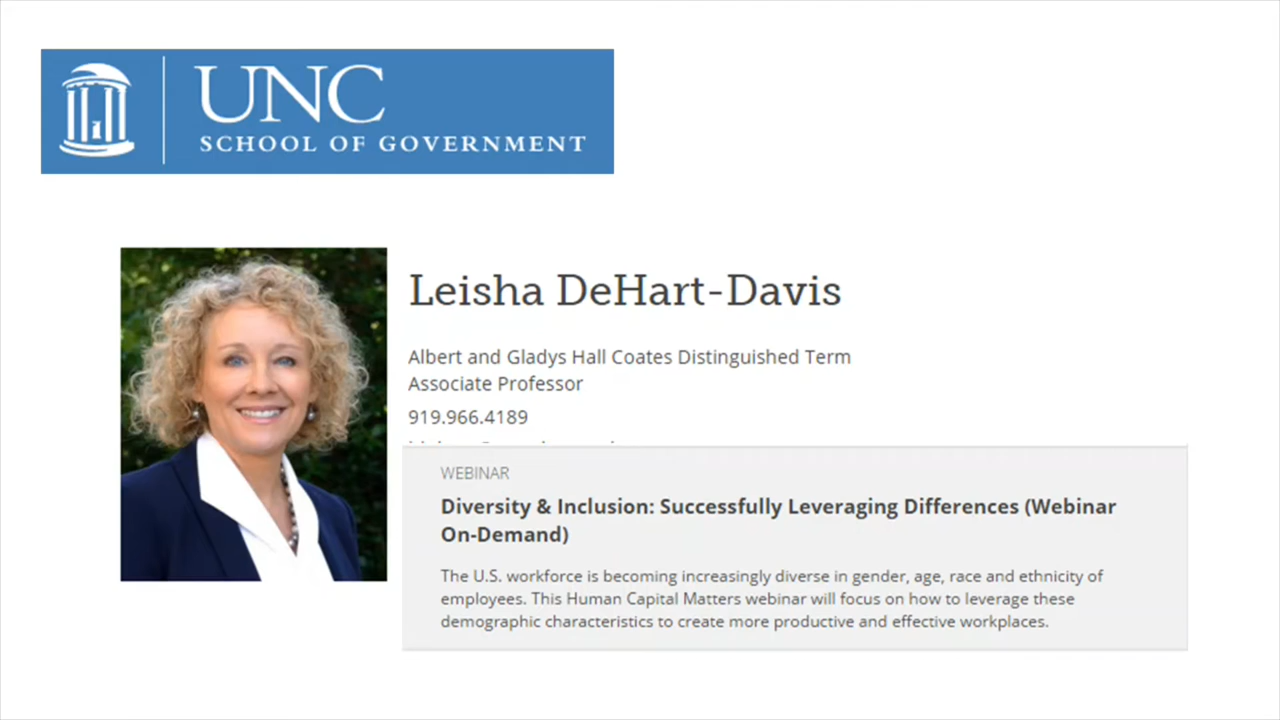 UNC
SCHOOL OF GOVERNMENT
Leisha DeHart-Davis
Albert and Gladys Hall Coates Distinguished Term
Associate Professor
919.966.4189
WEBINAR
Diversity & Inclusion: Successfully Leveraging Differences (Webinar
On-Demand)
The U.S. workforce is becoming increasingly diverse in gender, age, race and ethnicity of
employees. This Human Capital Matters webinar will focus on how to leverage these
demographic characteristics to create more productive and effective workplaces.